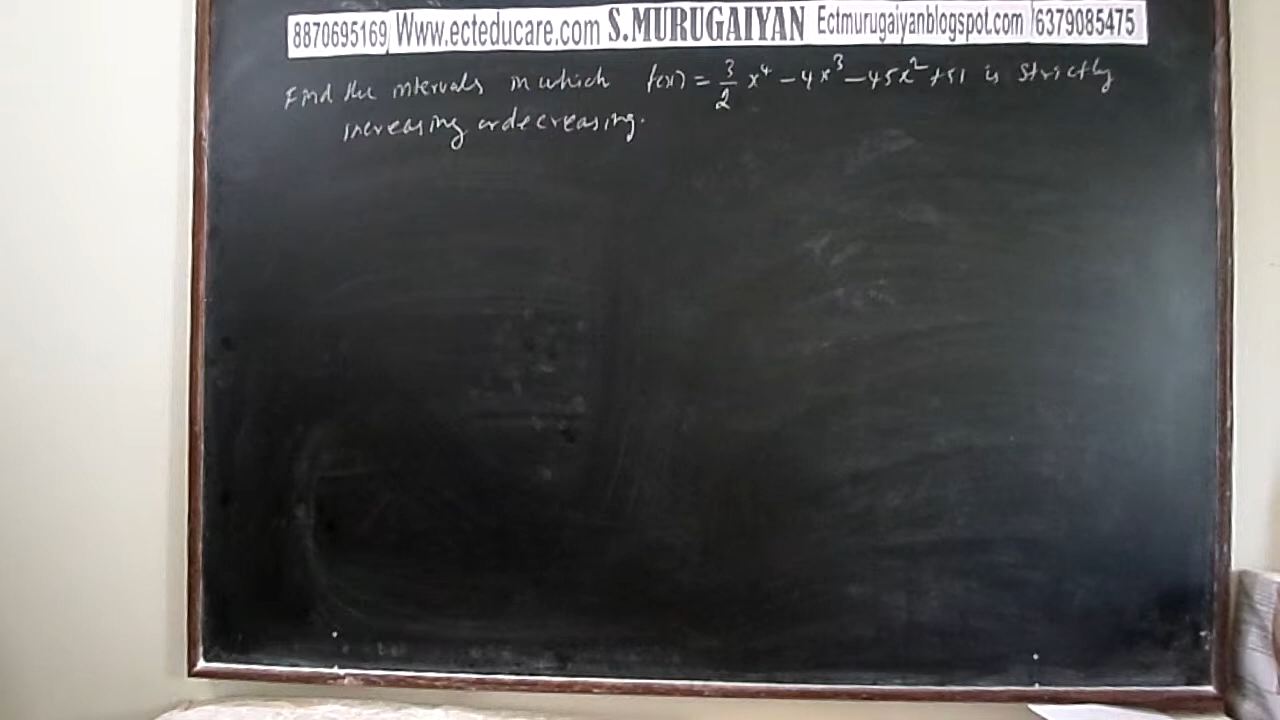 8870695169 Www.ecteducare.com S.MURUGAIYAN Ectmurugaiyanblogspot.com /6379085475
Find the intervals in which f(x) = 3/2 x⁴ - 4x³ - 45x² + 51 is strictly
increasing or decreasing.